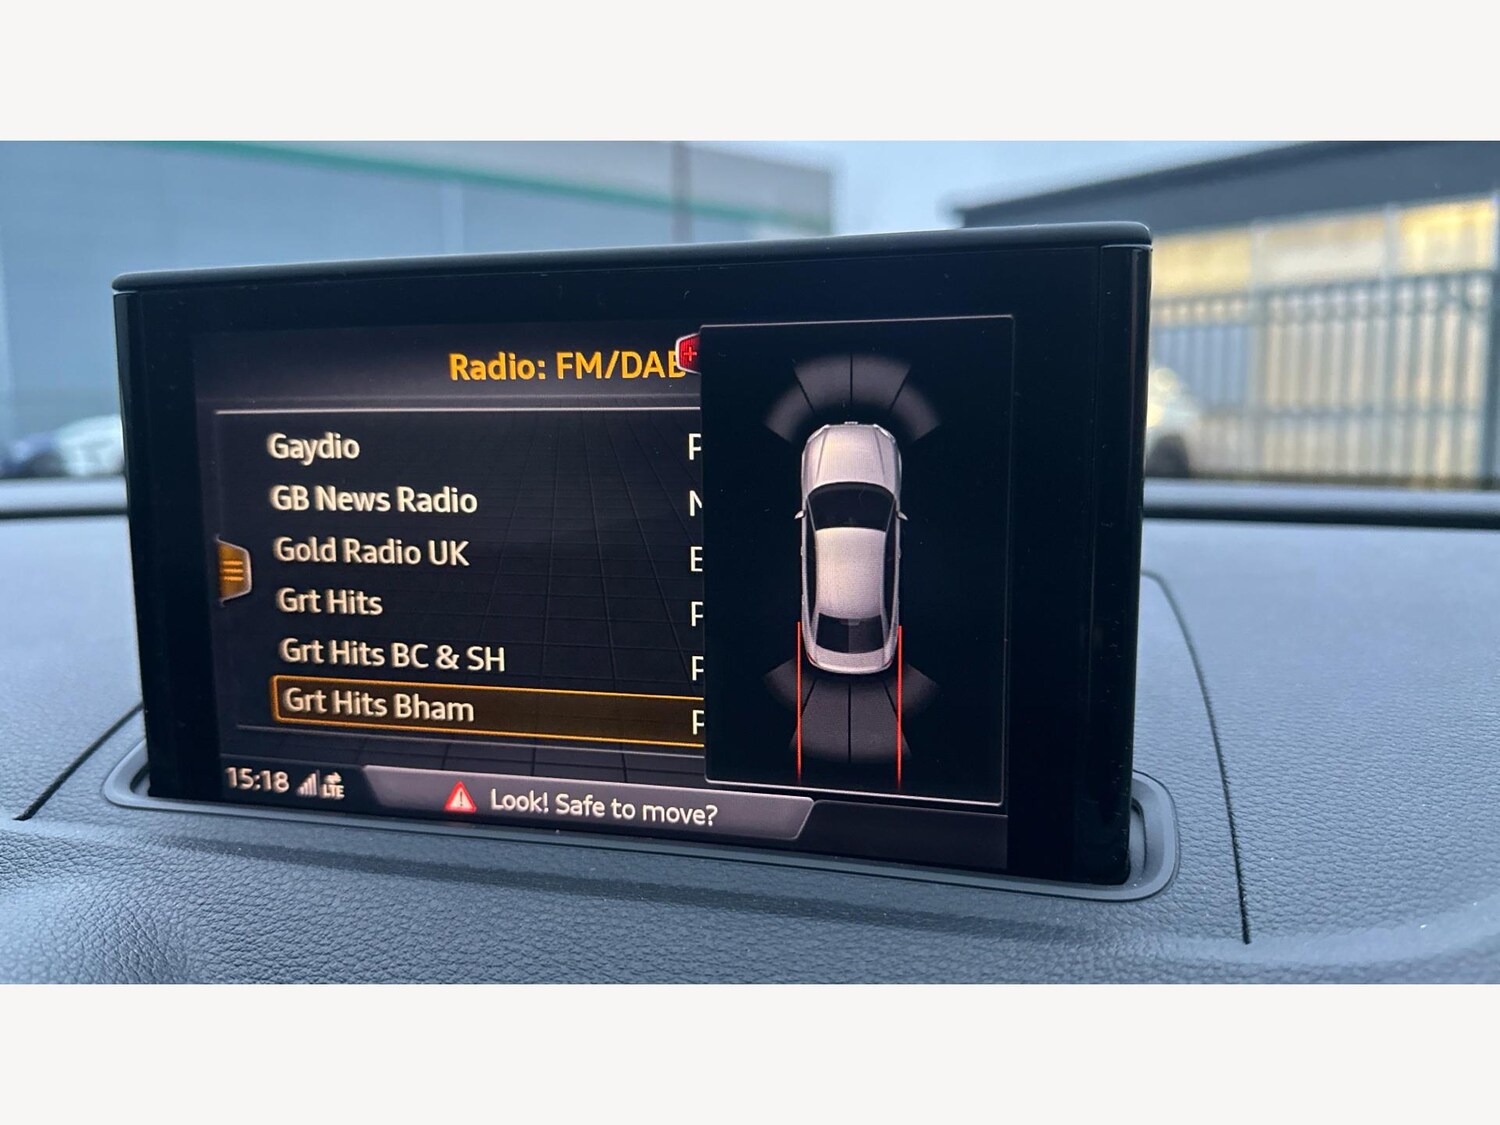 Radio: FM/DAB
Gaydio P
GB News Radio N
Gold Radio UK E
Grt Hits P
Grt Hits BC & SH P
Grt Hits Bham P
15:18 LTE
Look! Safe to move?